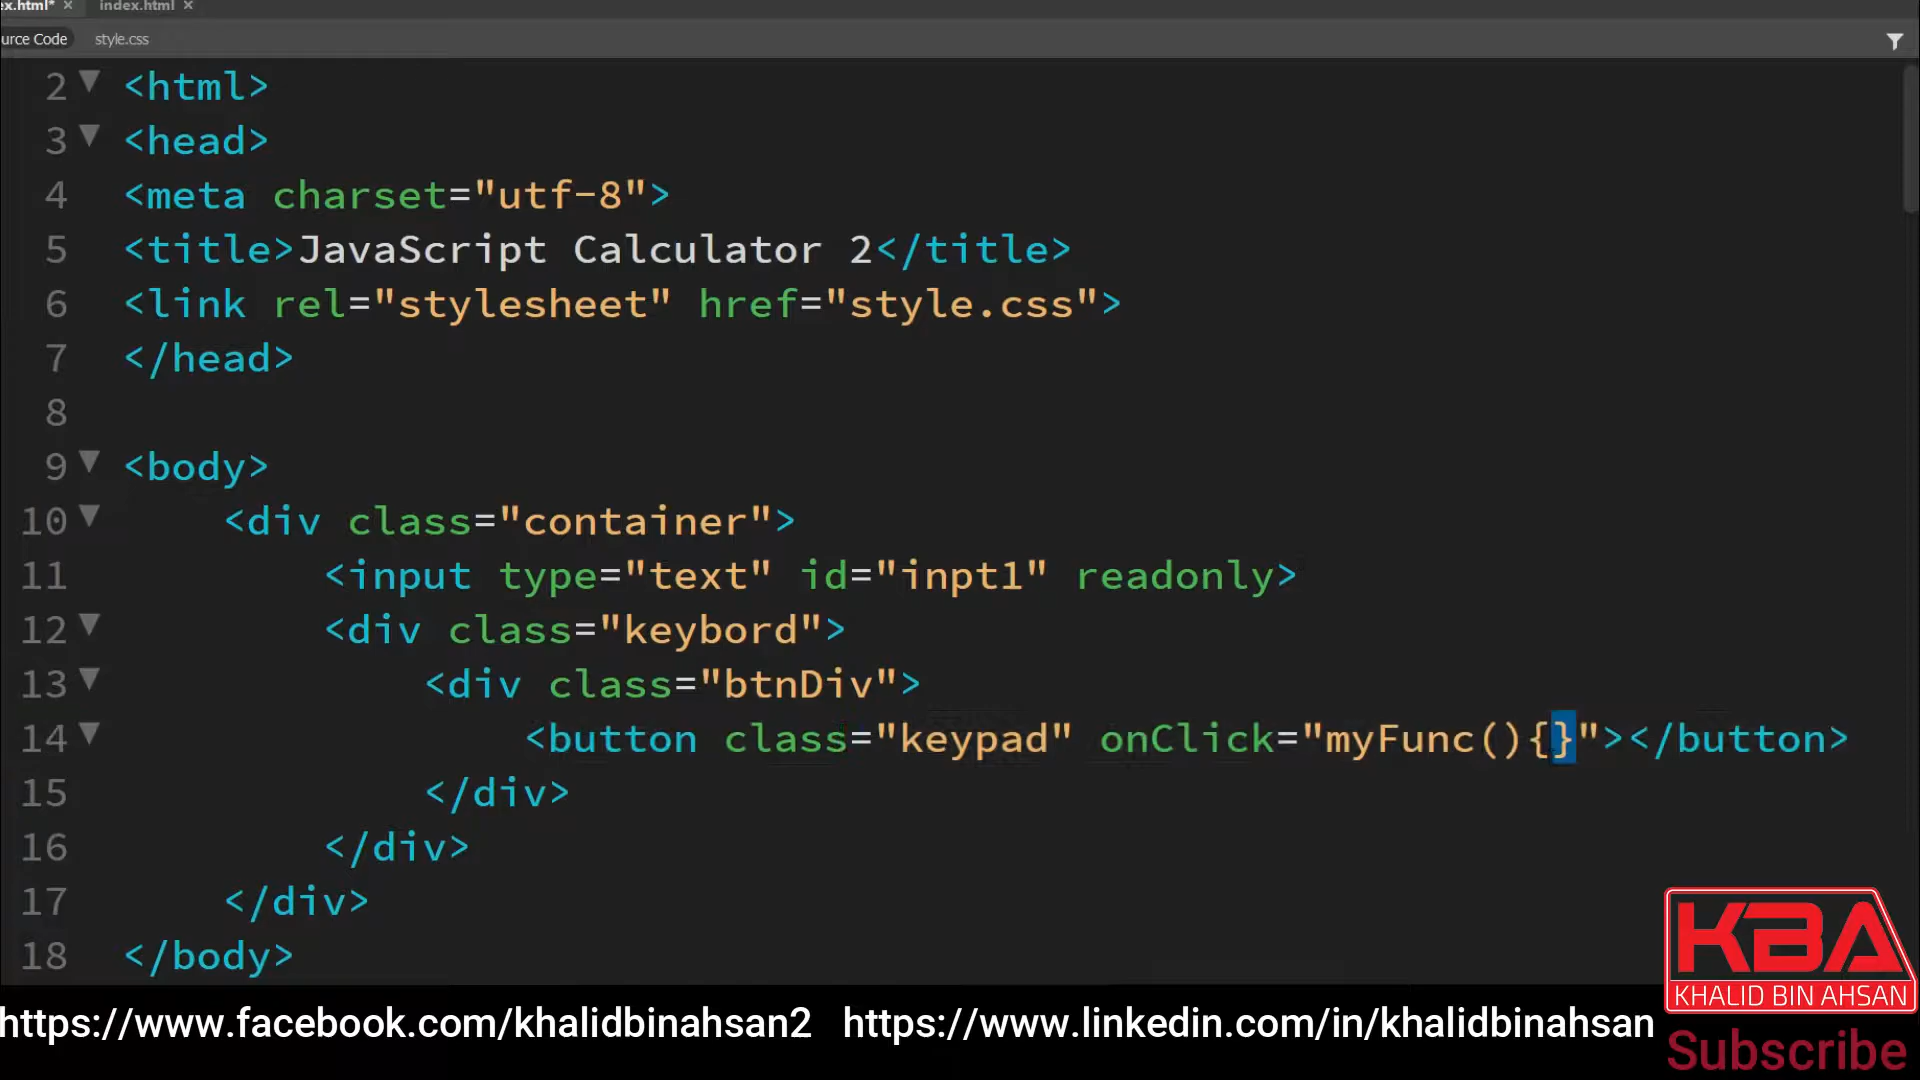 ex.html* × index.html ×
urce Code style.css
2 <html>
3 <head>
4 <meta charset="utf-8">
5 <title>JavaScript Calculator 2</title>
6 <link rel="stylesheet" href="style.css">
7 </head>
8
9 <body>
10 <div class="container">
11 <input type="text" id="inpt1" readonly>
12 <div class="keybord">
13 <div class="btnDiv">
14 <button class="keypad" onClick="myFunc(){}"></button>
15 </div>
16 </div>
17 </div>
18 </body>
KBA
KHALID BIN AHSAN
https://www.facebook.com/khalidbinahsan2 https://www.linkedin.com/in/khalidbinahsan
Subscribe